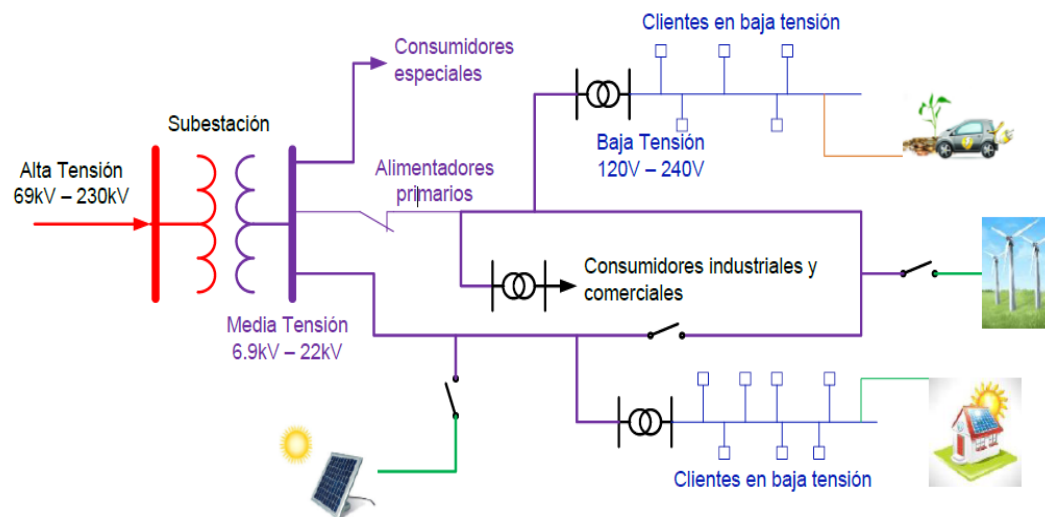 Clientes en baja tensión
Consumidores
especiales
Subestación
Alta Tensión
69kV – 230kV
Baja Tensión
120V – 240V
Alimentadores
primarios
Consumidores industriales y
comerciales
Media Tensión
6.9kV – 22kV
Clientes en baja tensión